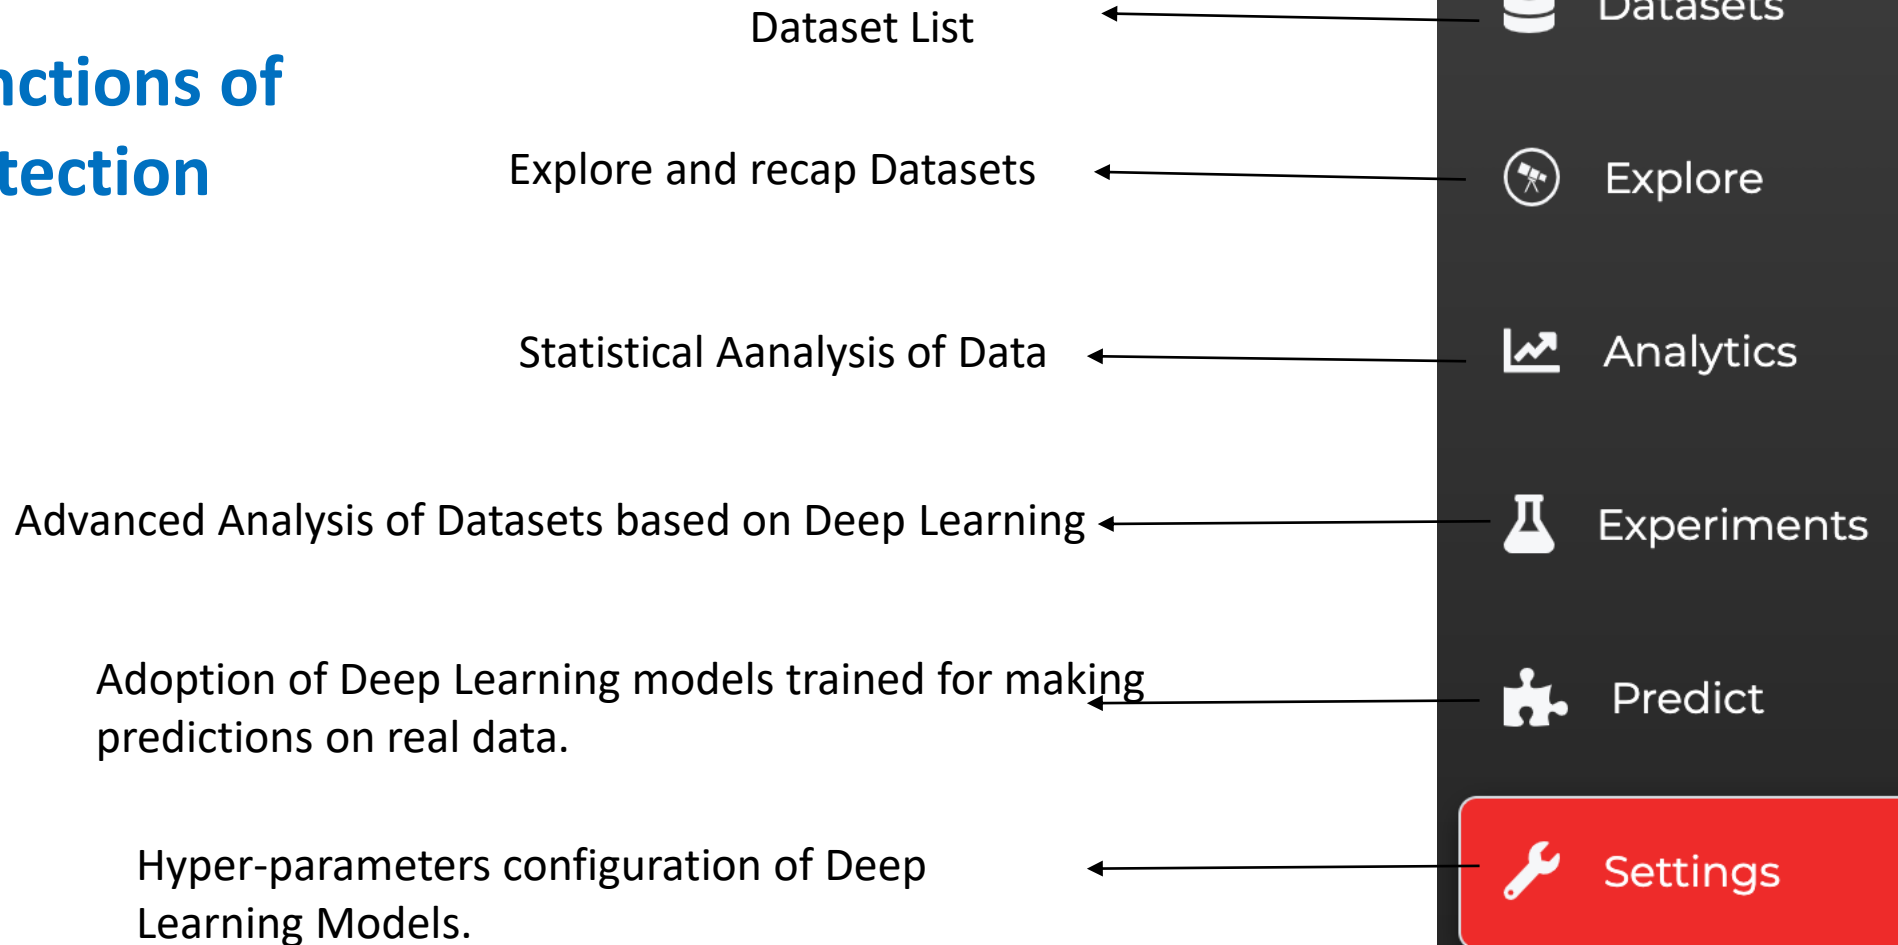 Dataset List
Datasets
nctions of
tection
Explore and recap Datasets
Explore
Statistical Aanalysis of Data
Analytics
Advanced Analysis of Datasets based on Deep Learning
Experiments
Adoption of Deep Learning models trained for making
predictions on real data.
Predict
Hyper-parameters configuration of Deep
Learning Models.
Settings